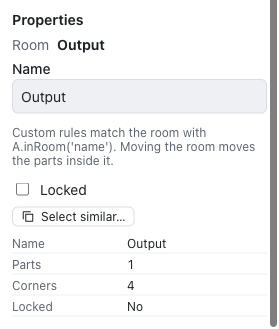 Properties
Room Output
Name
Output
Custom rules match the room with
A.inRoom('name'). Moving the room moves
the parts inside it.
Locked
Select similar...
Name Output
Parts 1
Corners 4
Locked No